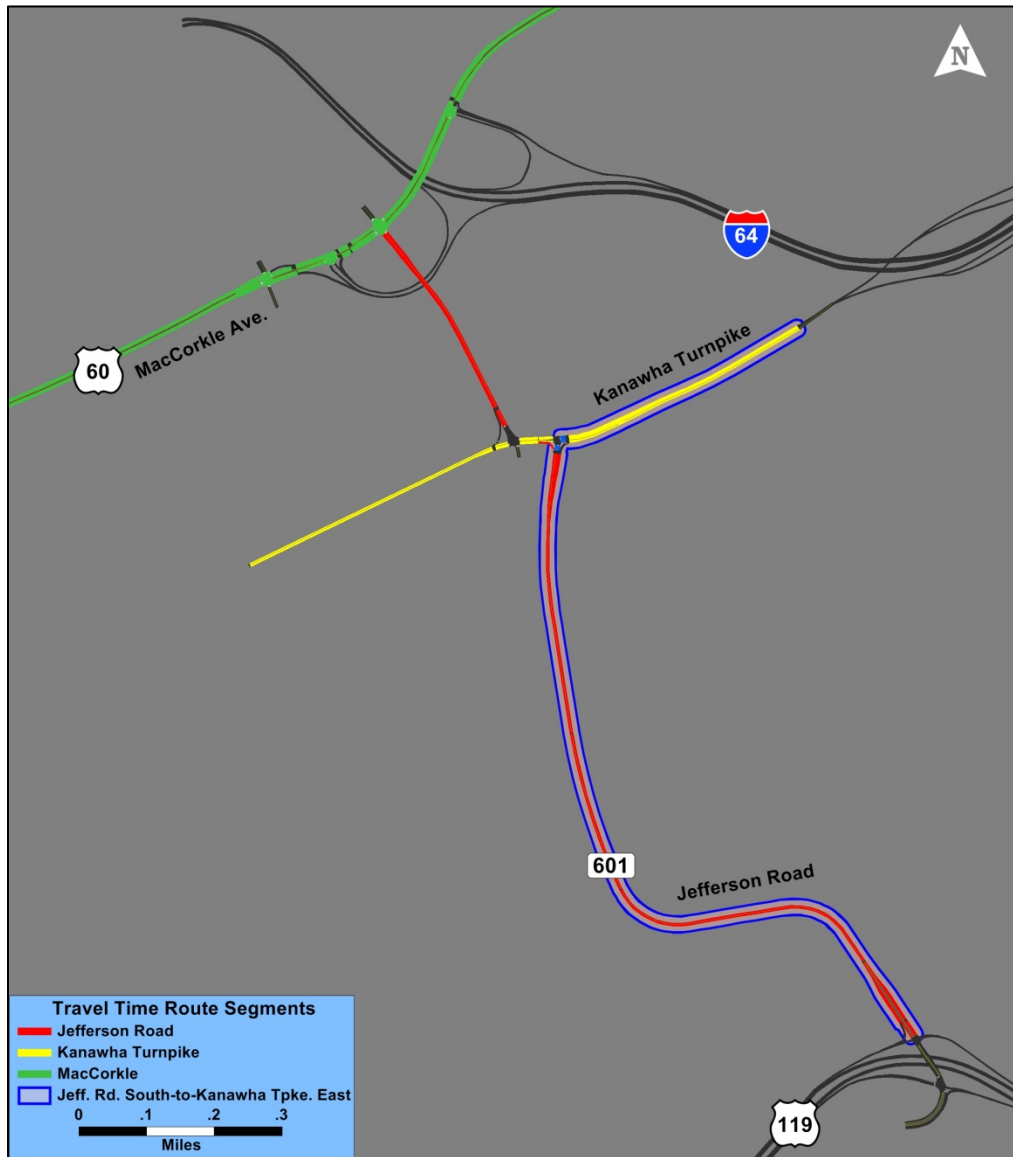 N
64
MacCorkle Ave.
60
Kanawha Turnpike
601
Jefferson Road
119
Travel Time Route Segments
Jefferson Road
Kanawha Turnpike
MacCorkle
Jeff. Rd. South-to-Kanawha Tpke. East
0 .1 .2 .3
Miles